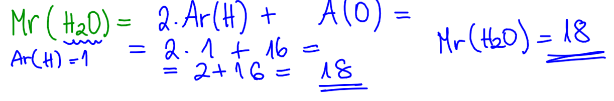 Mr(H₂O) = 2·Ar(H) + A(O) =
Ar(H)=1 = 2·1 + 16 =
= 2+16 = 18
Mr(H₂O) = 18